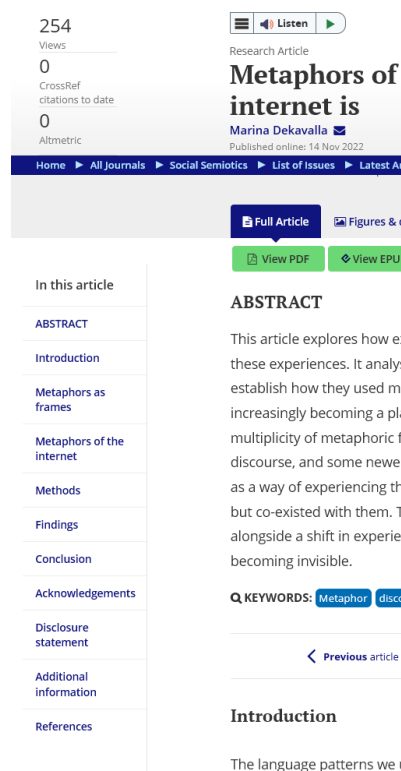 254
Views
0
CrossRef
citations to date
0
Altmetric
Listen
Research Article
Metaphors of
internet is
Marina Dekavalla
Published online: 14 Nov 2022
Home ▶ All Journals ▶ Social Semiotics ▶ List of Issues ▶ Latest
Full Article
Figures &
View PDF
View EPU
In this article
ABSTRACT
Introduction
Metaphors as
frames
Metaphors of the
internet
Methods
Findings
Conclusion
Acknowledgements
Disclosure
statement
Additional
information
References
ABSTRACT
This article explores how
these experiences. It
establish how they used
increasingly becoming a
multiplicity of metaphoric
discourse, and some newe
as a way of experiencing
but co-existed with them.
alongside a shift in
becoming invisible.
KEYWORDS:
Metaphor
disc
Previous article
Introduction
The language patterns we